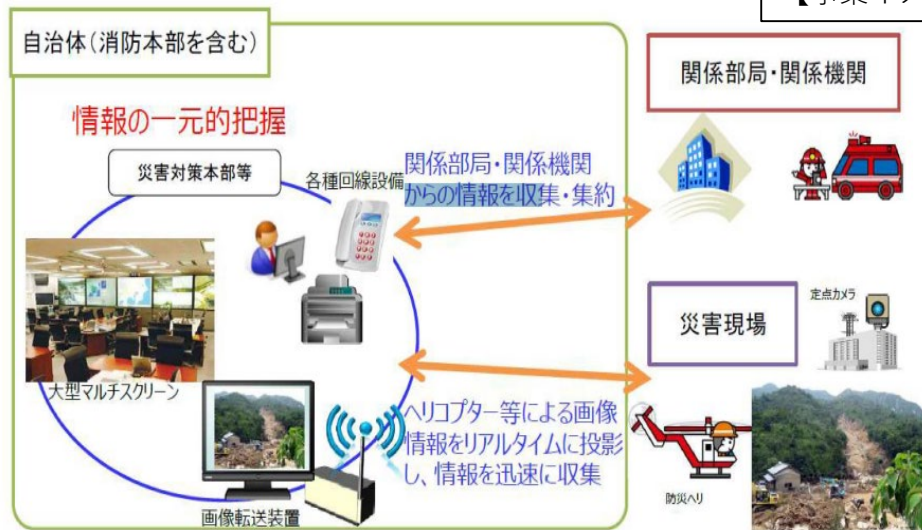 自治体(消防本部を含む)
関係部局・関係機関
情報の一元的把握
災害対策本部等
各種回線設備
関係部局・関係機関
からの情報を収集・集約
定点カメラ
災害現場
大型マルチスクリーン
ヘリコプター等による画像
情報をリアルタイムに投影
し、情報を迅速に収集
防災ヘリ
画像転送装置